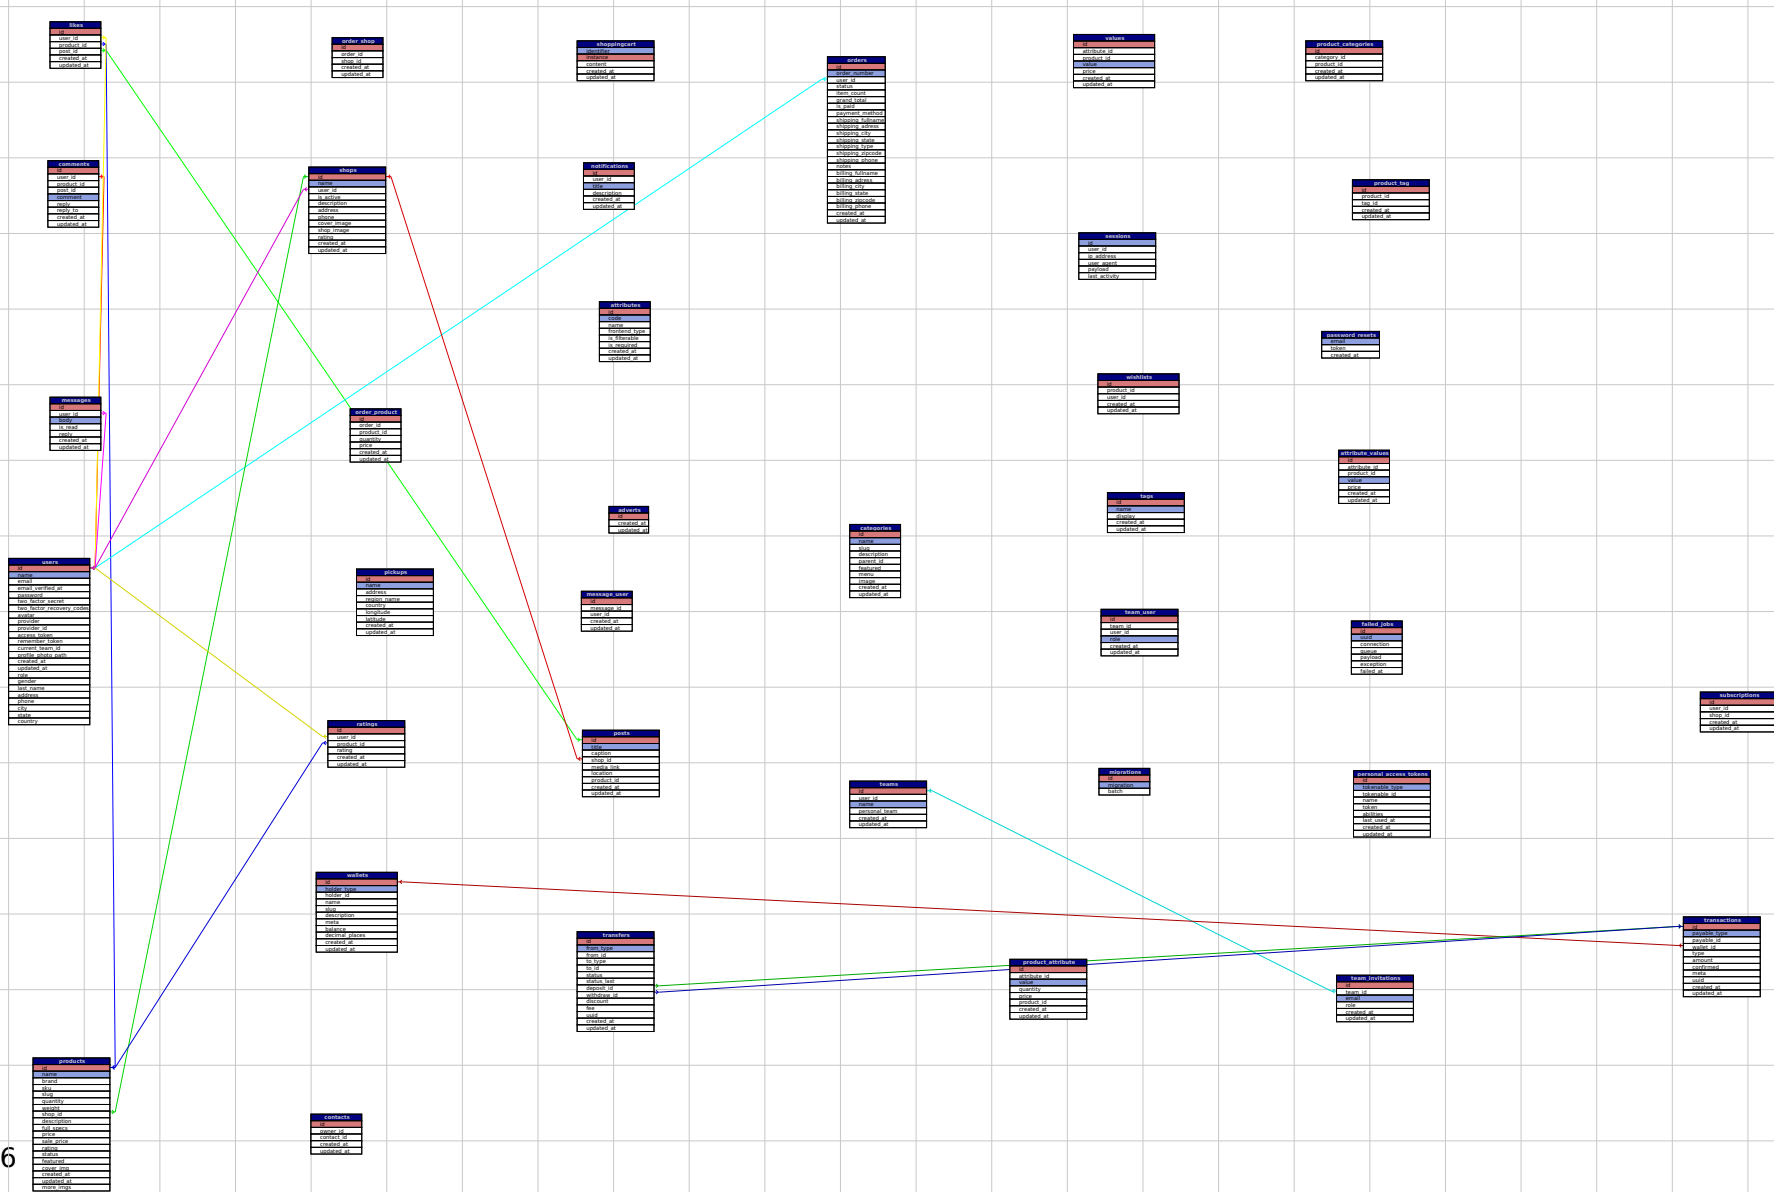 likes
id
user_id
product_id
post_id
created_at
updated_at
order_shop
id
order_id
shop_id
created_at
updated_at
shoppingcart
identifier
instance
content
created_at
updated_at
orders
id
order_number
user_id
status
item_count
grand_total
is_paid
payment_method
shipping_fullname
shipping_adress
shipping_city
shipping_state
shipping_type
shipping_zipcode
shipping_phone
notes
billing_fullname
billing_adress
billing_city
billing_state
billing_zipcode
billing_phone
created_at
updated_at
values
id
attribute_id
product_id
value
price
created_at
updated_at
product_categories
id
category_id
product_id
created_at
updated_at
comments
id
user_id
product_id
post_id
comment
reply
reply_to
created_at
updated_at
shops
id
name
user_id
is_active
description
address
phone
cover_image
shop_image
rating
created_at
updated_at
notifications
id
user_id
title
description
created_at
updated_at
product_tag
id
product_id
tag_id
created_at
updated_at
sessions
id
user_id
ip_address
user_agent
payload
last_activity
attributes
id
code
name
frontend_type
is_filterable
is_required
created_at
updated_at
password_resets
email
token
created_at
wishlists
id
product_id
user_id
created_at
updated_at
messages
id
user_id
body
is_read
reply
created_at
updated_at
order_product
id
order_id
product_id
quantity
price
created_at
updated_at
attribute_values
id
attribute_id
product_id
value
price
created_at
updated_at
tags
id
name
display
created_at
updated_at
adverts
id
created_at
updated_at
categories
id
name
slug
description
parent_id
featured
menu
image
created_at
updated_at
users
id
name
email
email_verified_at
password
two_factor_secret
two_factor_recovery_codes
avatar
provider
provider_id
access_token
remember_token
current_team_id
profile_photo_path
created_at
updated_at
role
gender
last_name
address
phone
city
state
country
pickups
id
name
address
region_name
country
longitude
latitude
created_at
updated_at
message_user
id
message_id
user_id
created_at
updated_at
team_user
id
team_id
user_id
role
created_at
updated_at
failed_jobs
id
uuid
connection
queue
payload
exception
failed_at
subscriptions
id
user_id
shop_id
created_at
updated_at
ratings
id
user_id
product_id
rating
created_at
updated_at
posts
id
title
caption
shop_id
media_link
location
product_id
created_at
updated_at
teams
id
user_id
name
personal_team
created_at
updated_at
migrations
id
migration
batch
personal_access_tokens
id
tokenable_type
tokenable_id
name
token
abilities
last_used_at
created_at
updated_at
wallets
id
holder_type
holder_id
name
slug
description
meta
balance
decimal_places
created_at
updated_at
transfers
id
from_type
from_id
to_type
to_id
status
status_last
deposit_id
withdraw_id
discount
fee
uuid
created_at
updated_at
product_attribute
id
attribute_id
value
quantity
price
product_id
created_at
updated_at
team_invitations
id
team_id
email
role
created_at
updated_at
transactions
id
payable_type
payable_id
wallet_id
type
amount
confirmed
meta
uuid
created_at
updated_at
products
id
name
brand
sku
slug
quantity
weight
shop_id
description
full_specs
price
sale_price
rating
status
featured
cover_img
created_at
updated_at
more_imgs
contacts
id
owner_id
contact_id
created_at
updated_at
6